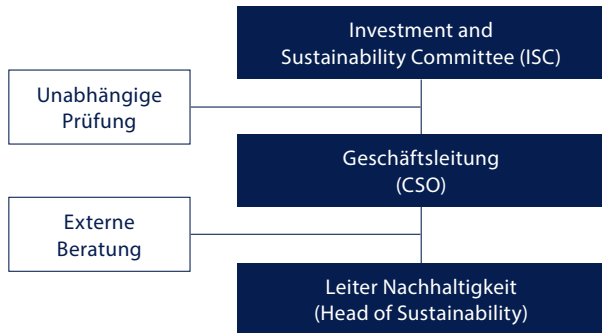 Investment and
Sustainability Committee (ISC)
Unabhängige
Prüfung
Geschäftsleitung
(CSO)
Externe
Beratung
Leiter Nachhaltigkeit
(Head of Sustainability)